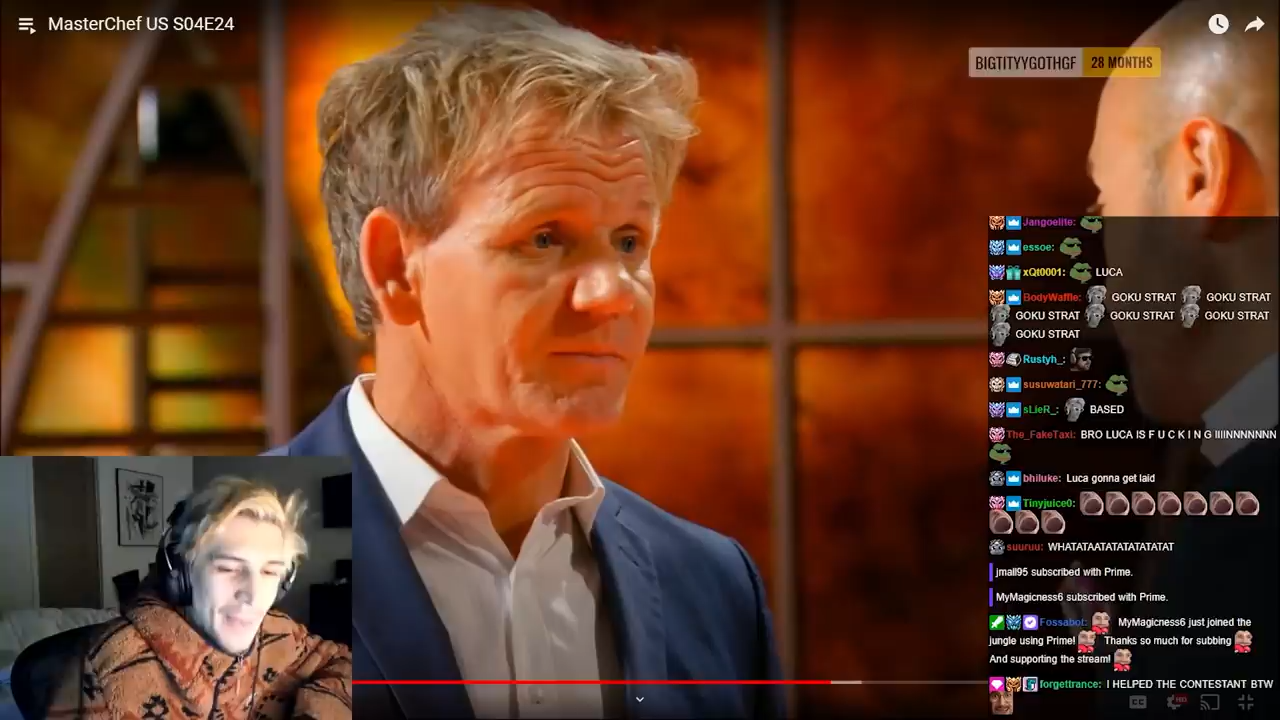 MasterChef US S04E24
BIGTITYYGOTHGF 28 MONTHS
Jangoelite:
essoe:
xQt0001: LUCA
BodyWaffle: GOKU STRAT GOKU STRAT
GOKU STRAT GOKU STRAT GOKU STRAT
GOKU STRAT
Rustyh_:
susuwatari_777:
sLieR_: BASED
The_FakeTaxi: BRO LUCA IS F U C K I N G IIIINNNNNNN
bhiluke: Luca gonna get laid
Tinyjuice0:
suuruu: WHATATAATATATATATAT
jmall95 subscribed with Prime.
MyMagicness6 subscribed with Prime.
Fossabot: MyMagicness6 just joined the
jungle using Prime! Thanks so much for subbing
And supporting the stream!
forgettrance: I HELPED THE CONTESTANT BTW
CC